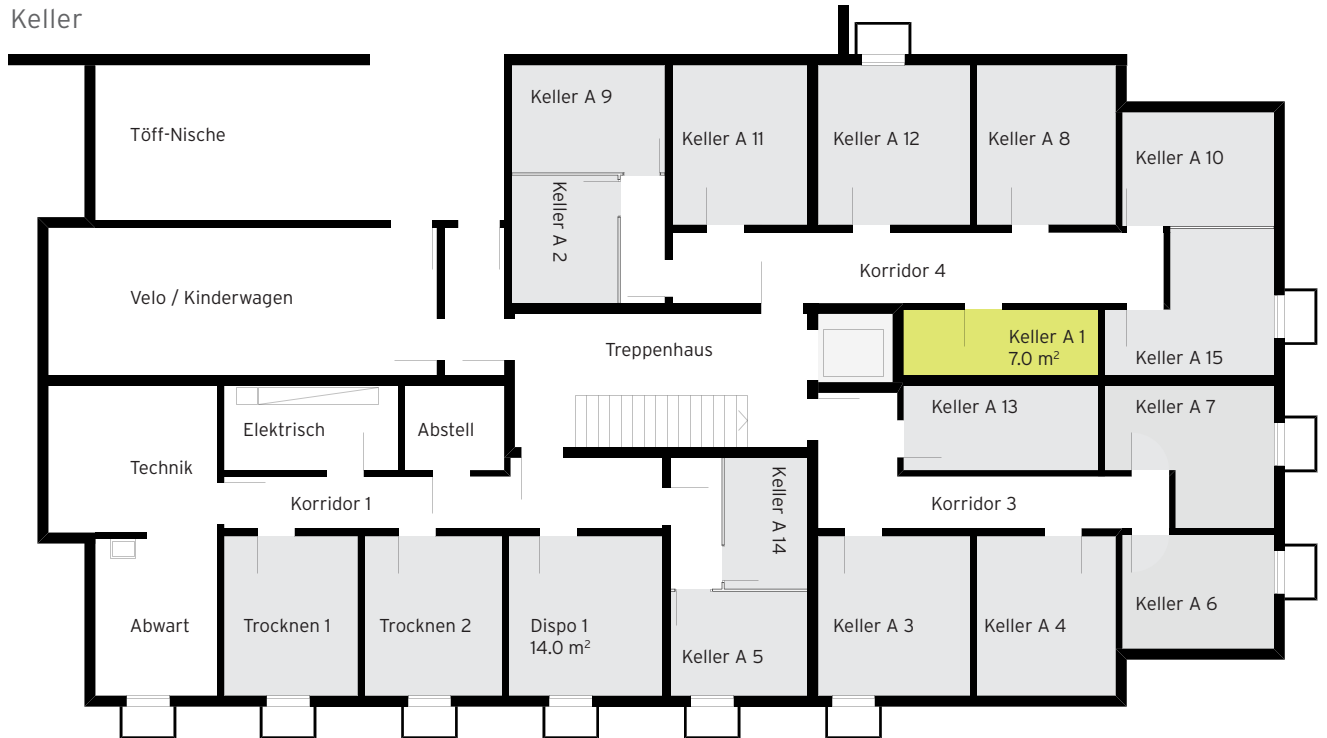 Keller
Keller A 9
Töff-Nische
Keller A 11
Keller A 12
Keller A 8
Keller A 10
Keller A 2
Korridor 4
Velo / Kinderwagen
Treppenhaus
Keller A 1
7.0 m²
Keller A 15
Keller A 13
Keller A 7
Elektrisch
Abstell
Technik
Korridor 1
Keller A 14
Korridor 3
Keller A 6
Abwart
Trocknen 1
Trocknen 2
Dispo 1
14.0 m²
Keller A 5
Keller A 3
Keller A 4